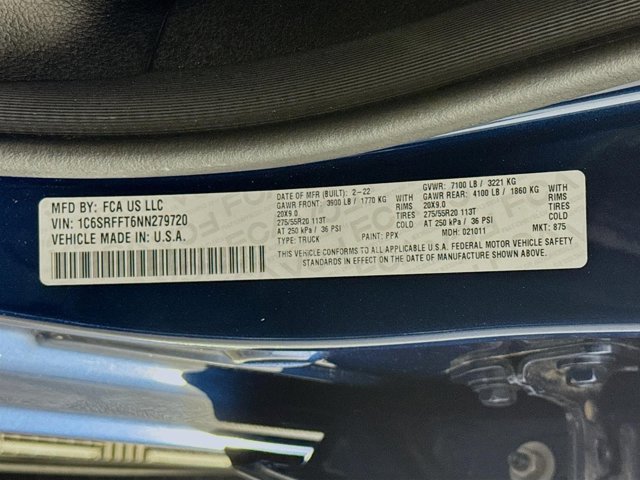 MFD BY: FCA US LLC
VIN: 1C6SRFFT6NN279720
VEHICLE MADE IN: U.S.A.
DATE OF MFR (BUILT): 2-22 GVWR: 7100 LB / 3221 KG
GAWR FRONT: 3900 LB / 1770 KG WITH GAWR REAR: 4100 LB / 1860 KG WITH
20X9.0 RIMS 20X9.0 RIMS
275/55R20 113T TIRES 275/55R20 113T TIRES
AT 250 kPa / 36 PSI COLD AT 250 kPa / 36 PSI COLD
TYPE: TRUCK PAINT: PPX MDH: 021011 MKT: 875
THIS VEHICLE CONFORMS TO ALL APPLICABLE U.S.A. FEDERAL MOTOR VEHICLE SAFETY
STANDARDS IN EFFECT ON THE DATE OF MANUFACTURE SHOWN ABOVE.